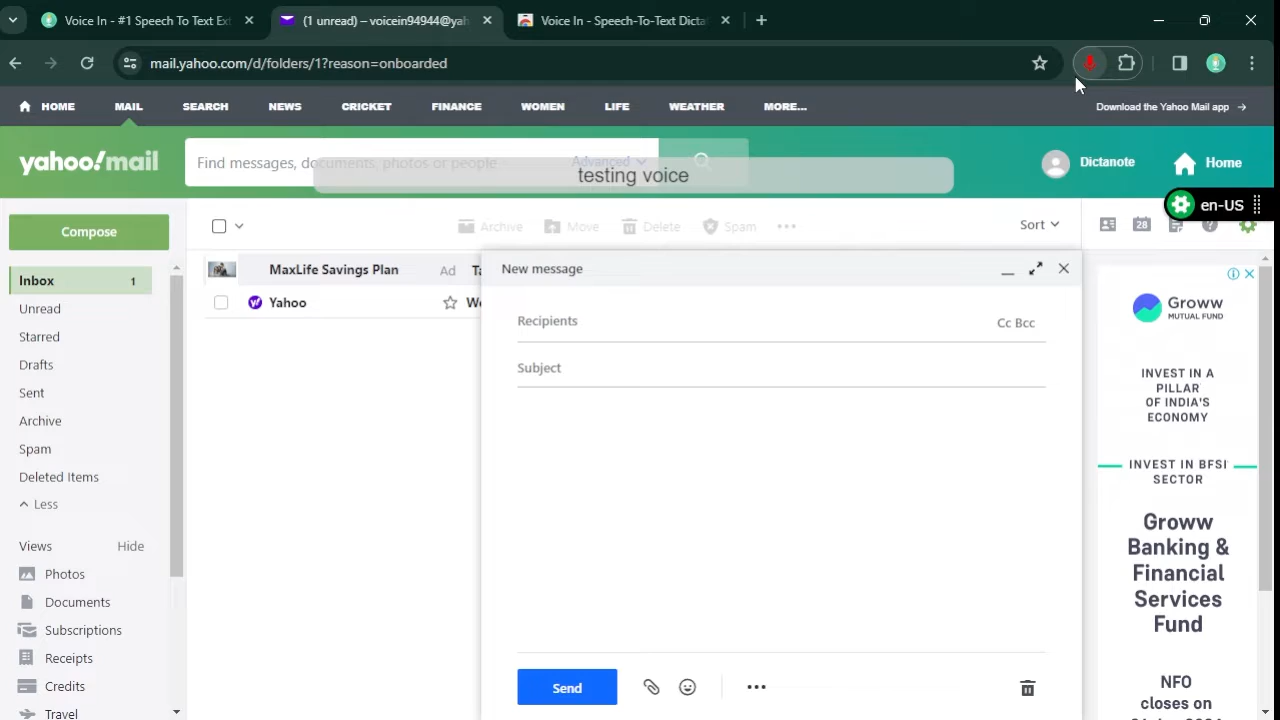 Voice In - #1 Speech To Text Ext
(1 unread) – voicein94944@yah
Voice In - Speech-To-Text Dicta
mail.yahoo.com/d/folders/1?reason=onboarded
HOME MAIL SEARCH NEWS CRICKET FINANCE WOMEN LIFE WEATHER MORE... Download the Yahoo Mail app →
yahoo!mail
Find messages, documents, photos or people
Advanced
testing voice
Dictanote
Home
en-US
Compose
Archive Move Delete Spam
Sort
28
Inbox 1
Unread
Starred
Drafts
Sent
Archive
Spam
Deleted Items
Less
Views Hide
Photos
Documents
Subscriptions
Receipts
Credits
Travel
MaxLife Savings Plan Ad
Yahoo
New message
Recipients
Cc Bcc
Subject
Send
Groww
MUTUAL FUND
INVEST IN A
PILLAR
OF INDIA'S
ECONOMY
INVEST IN BFSI
SECTOR
Groww
Banking &
Financial
Services
Fund
NFO
closes on